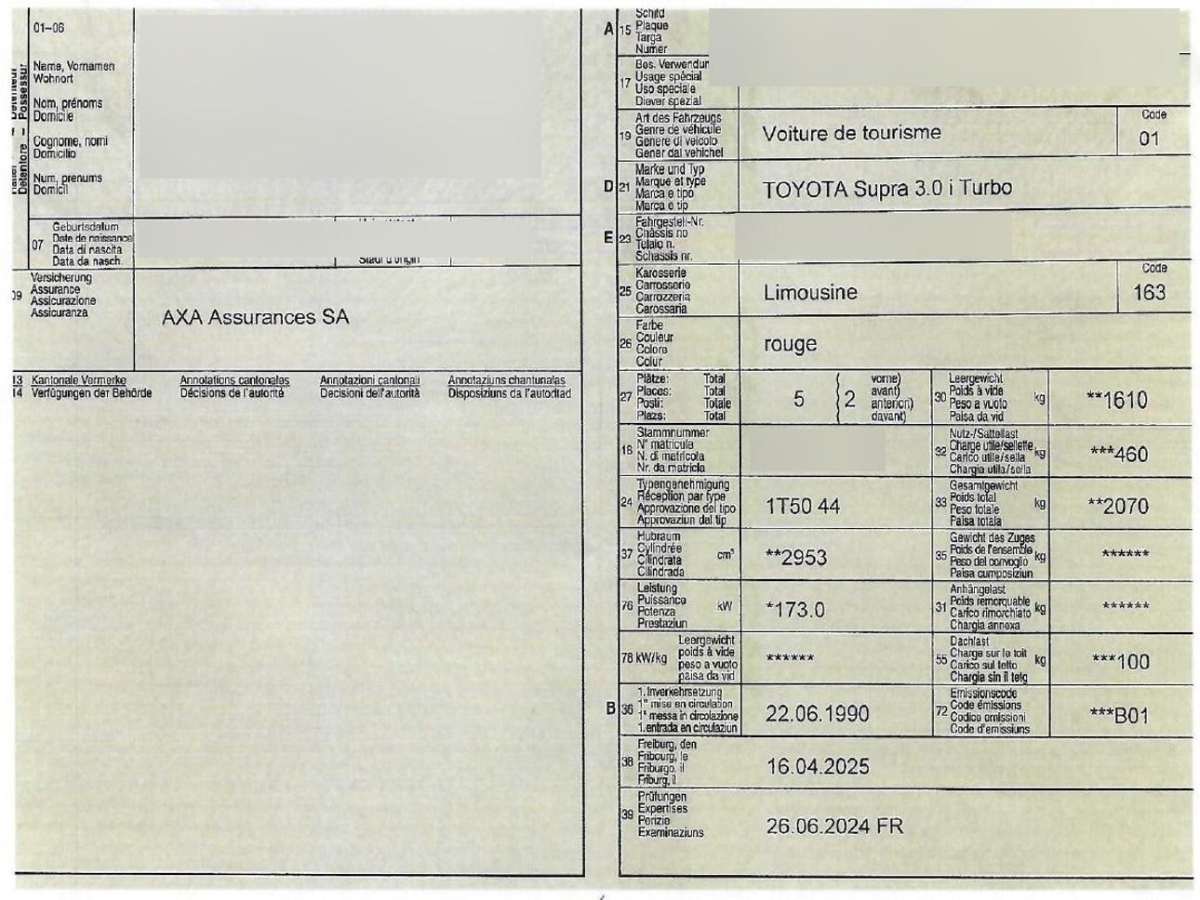 01–06
Name, Vornamen
Wohnort
Nom, prénoms
Domicile
Cognome, nomi
Domicilio
Num, prenums
Domicil
Detentore
Possessur
07
Geburtsdatum
Date de naissance
Data di nascita
Data da nasch.
09
Versicherung
Assurance
Assicurazione
Assicuranza
AXA Assurances SA
13 Kantonale Vermerke Annotations cantonales Annotazioni cantonali Annotaziuns chantunalas
14 Verfügungen der Behörde Décisions de l'autorité Decisioni dell'autorità Disposiziuns da l'autoritad
A 15
Schild
Plaque
Targa
Numer
17
Bes. Verwendun
Usage spécial
Uso speciale
Diever spezial
19
Art des Fahrzeugs
Genre de véhicule
Genere di veicolo
Gener dal vehichel
Voiture de tourisme
Code
01
D 21
Marke und Typ
Marque et type
Marca e tipo
Marca e tip
TOYOTA Supra 3.0 i Turbo
E 23
Fahrgestell-Nr.
Châssis no
Telaio n.
Schassis nr.
25
Karosserie
Carrosserie
Carrozzeria
Carossaria
Limousine
Code
163
26
Farbe
Couleur
Colore
Colur
rouge
27
Plätze: Total
Places: Total
Posti: Totale
Plazs: Total
5 ( 2
vorne)
avant)
anteriori)
davant)
30
Leergewicht
Poids à vide
Peso a vuoto
Paisa da vid
kg
**1610
18
Stammnummer
N° matricule
N. di matricola
Nr. da matricla
32
Nutz-/Sattellast
Charge utile/sellette
Carico utile/sella
Chargia utila/sella
kg
***460
24
Typengenehmigung
Réception par type
Approvazione del tipo
Approvaziun dal tip
1T50 44
33
Gesamtgewicht
Poids total
Peso totale
Paisa totala
kg
**2070
37
Hubraum
Cylindrée
Cilindrata
Cilindrada
cm³
**2953
35
Gewicht des Zuges
Poids de l'ensemble
Peso del convoglio
Paisa cumposiziun
kg
******
76
Leistung
Puissance
Potenza
Prestaziun
kW
*173.0
31
Anhängelast
Poids remorquable
Carico rimorchiato
Chargia annexa
kg
******
78 kW/kg
Leergewicht
poids à vide
peso a vuoto
paisa da vid
******
55
Dachlast
Charge sur le toit
Carico sul tetto
Chargia sin il tetg
kg
***100
B 36
1. Inverkehrsetzung
1re mise en circulation
1a messa in circolazione
1. entrada en circulaziun
22.06.1990
72
Emissionscode
Code émissions
Codice emissioni
Code d'emissiuns
***B01
38
Freiburg, den
Fribourg, le
Friburgo, il
Friburg, il
16.04.2025
39
Prüfungen
Expertises
Perizie
Examinaziuns
26.06.2024 FR